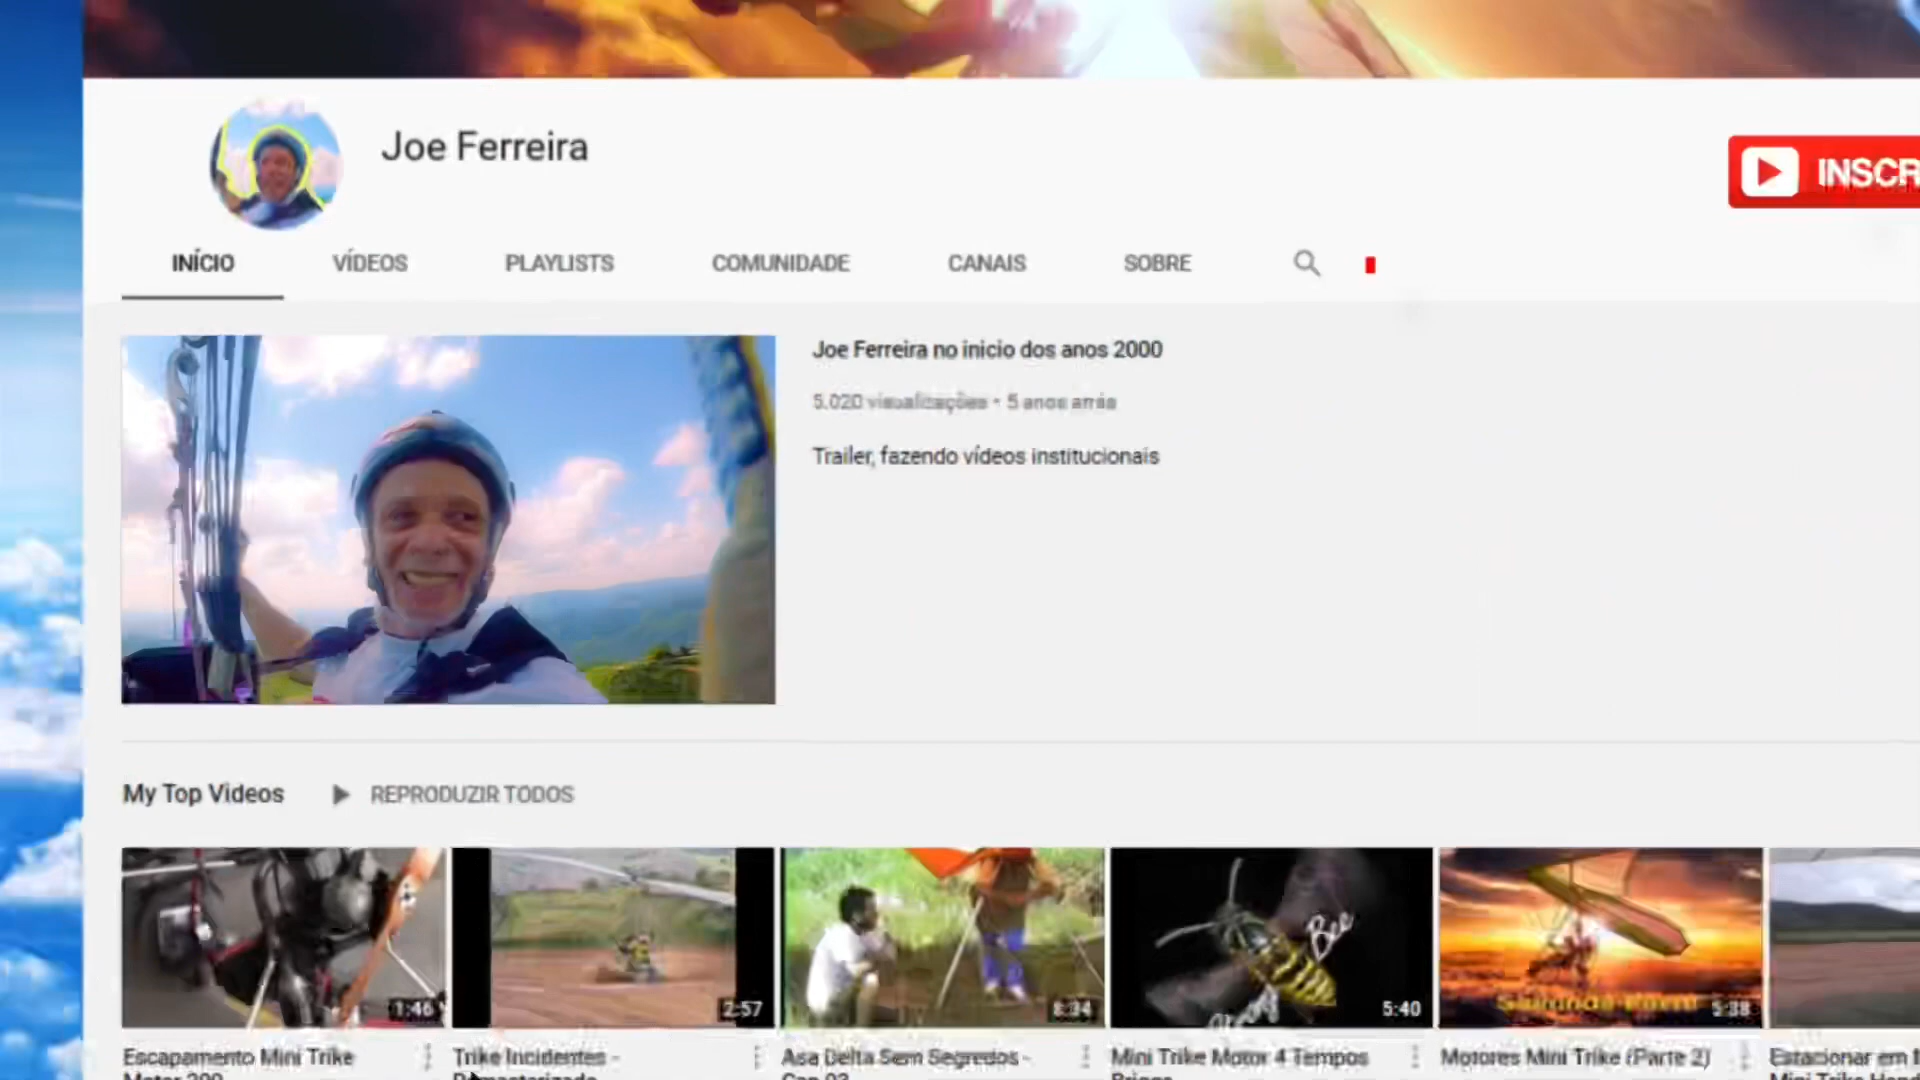 Joe Ferreira
INSCR
INÍCIO VÍDEOS PLAYLISTS COMUNIDADE CANAIS SOBRE
Joe Ferreira no inicio dos anos 2000
5.020 visualizações • 5 anos atrás
Trailer, fazendo vídeos institucionais
My Top Videos REPRODUZIR TODOS
1:46 2:57 8:34 Bee 5:40 5:38
Escapamento Mini Trike Trike Incidentes - Asa Delta Sem Segredos - Mini Trike Motor 4 Tempos Motores Mini Trike (Parte 2) Estacionar em